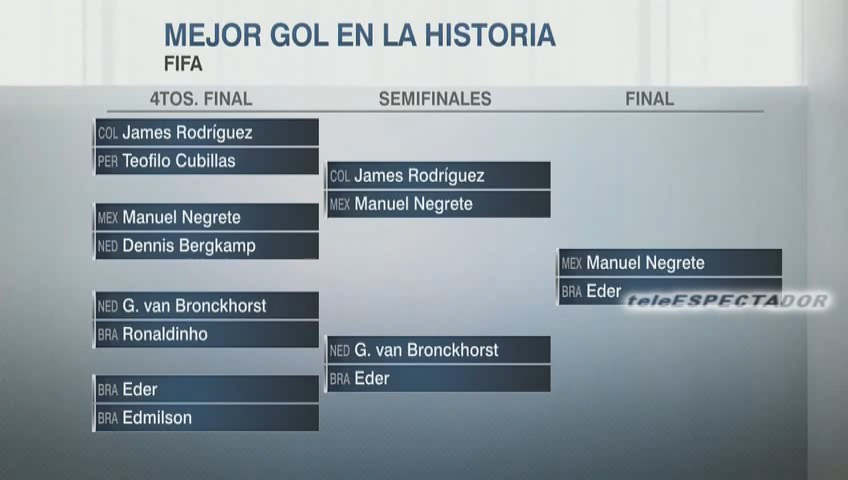 MEJOR GOL EN LA HISTORIA
FIFA
4TOS. FINAL
COL James Rodríguez
PER Teofilo Cubillas
MEX Manuel Negrete
NED Dennis Bergkamp
NED G. van Bronckhorst
BRA Ronaldinho
BRA Eder
BRA Edmilson
SEMIFINALES
COL James Rodríguez
MEX Manuel Negrete
NED G. van Bronckhorst
BRA Eder
FINAL
MEX Manuel Negrete
BRA Eder
teleESPECTADOR